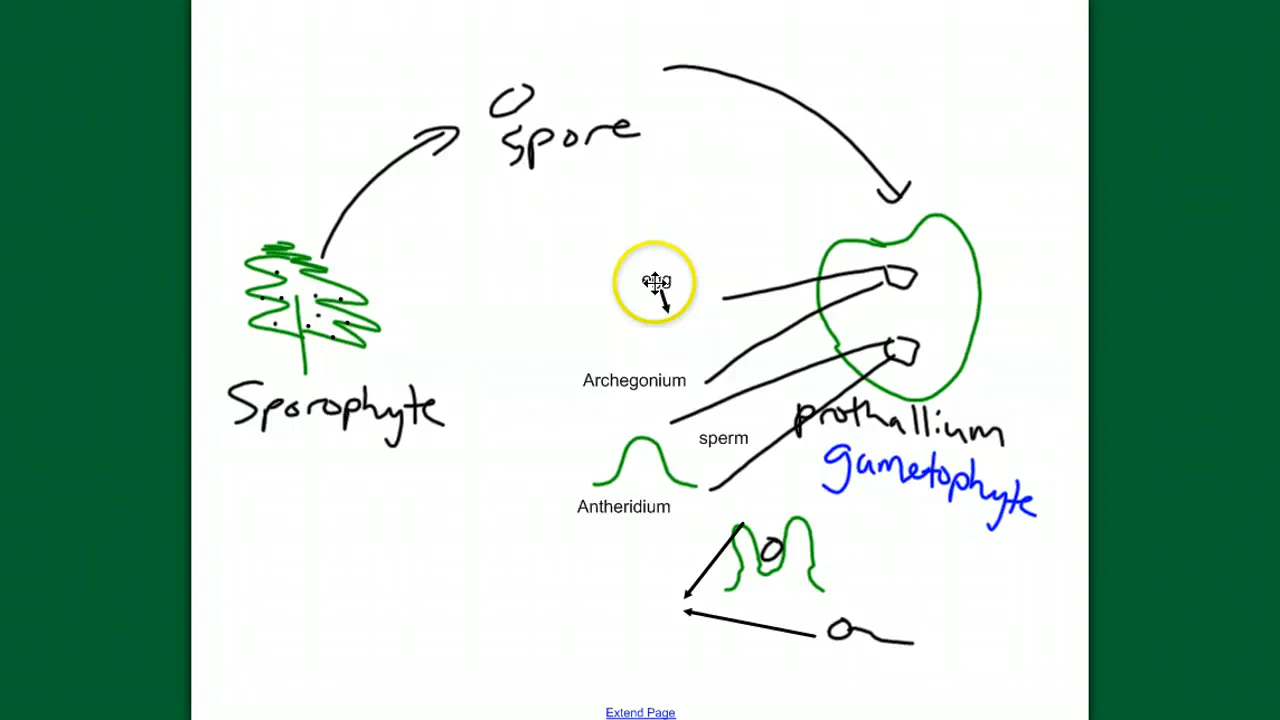 spore
Sporophyte
Archegonium
sperm
prothallium
gametophyte
Antheridium
Extend Page